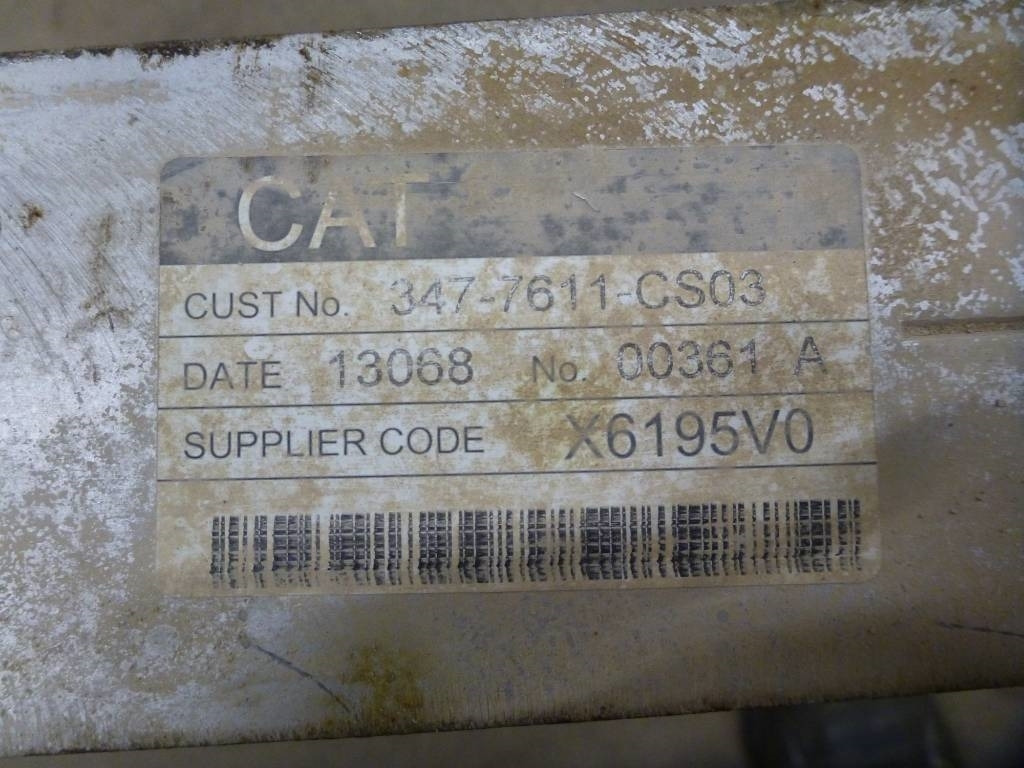 CAT
CUST No. 347-7611-CS03
DATE 13068 No. 00361 A
SUPPLIER CODE X6195V0